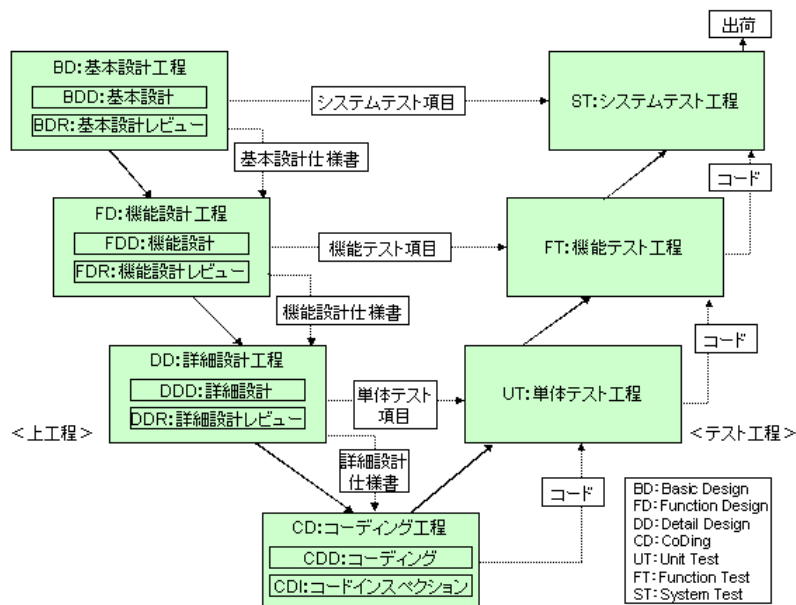 出荷
BD:基本設計工程
BDD:基本設計
BDR:基本設計レビュー
システムテスト項目
ST:システムテスト工程
基本設計仕様書
コード
FD:機能設計工程
FDD:機能設計
FDR:機能設計レビュー
機能テスト項目
FT:機能テスト工程
機能設計仕様書
コード
DD:詳細設計工程
DDD:詳細設計
DDR:詳細設計レビュー
単体テスト
項目
UT:単体テスト工程
＜上工程＞
＜テスト工程＞
詳細設計
仕様書
コード
CD:コーディング工程
CDD:コーディング
CDI:コードインスペクション
BD:Basic Design
FD:Function Design
DD:Detail Design
CD:CoDing
UT:Unit Test
FT:Function Test
ST:System Test